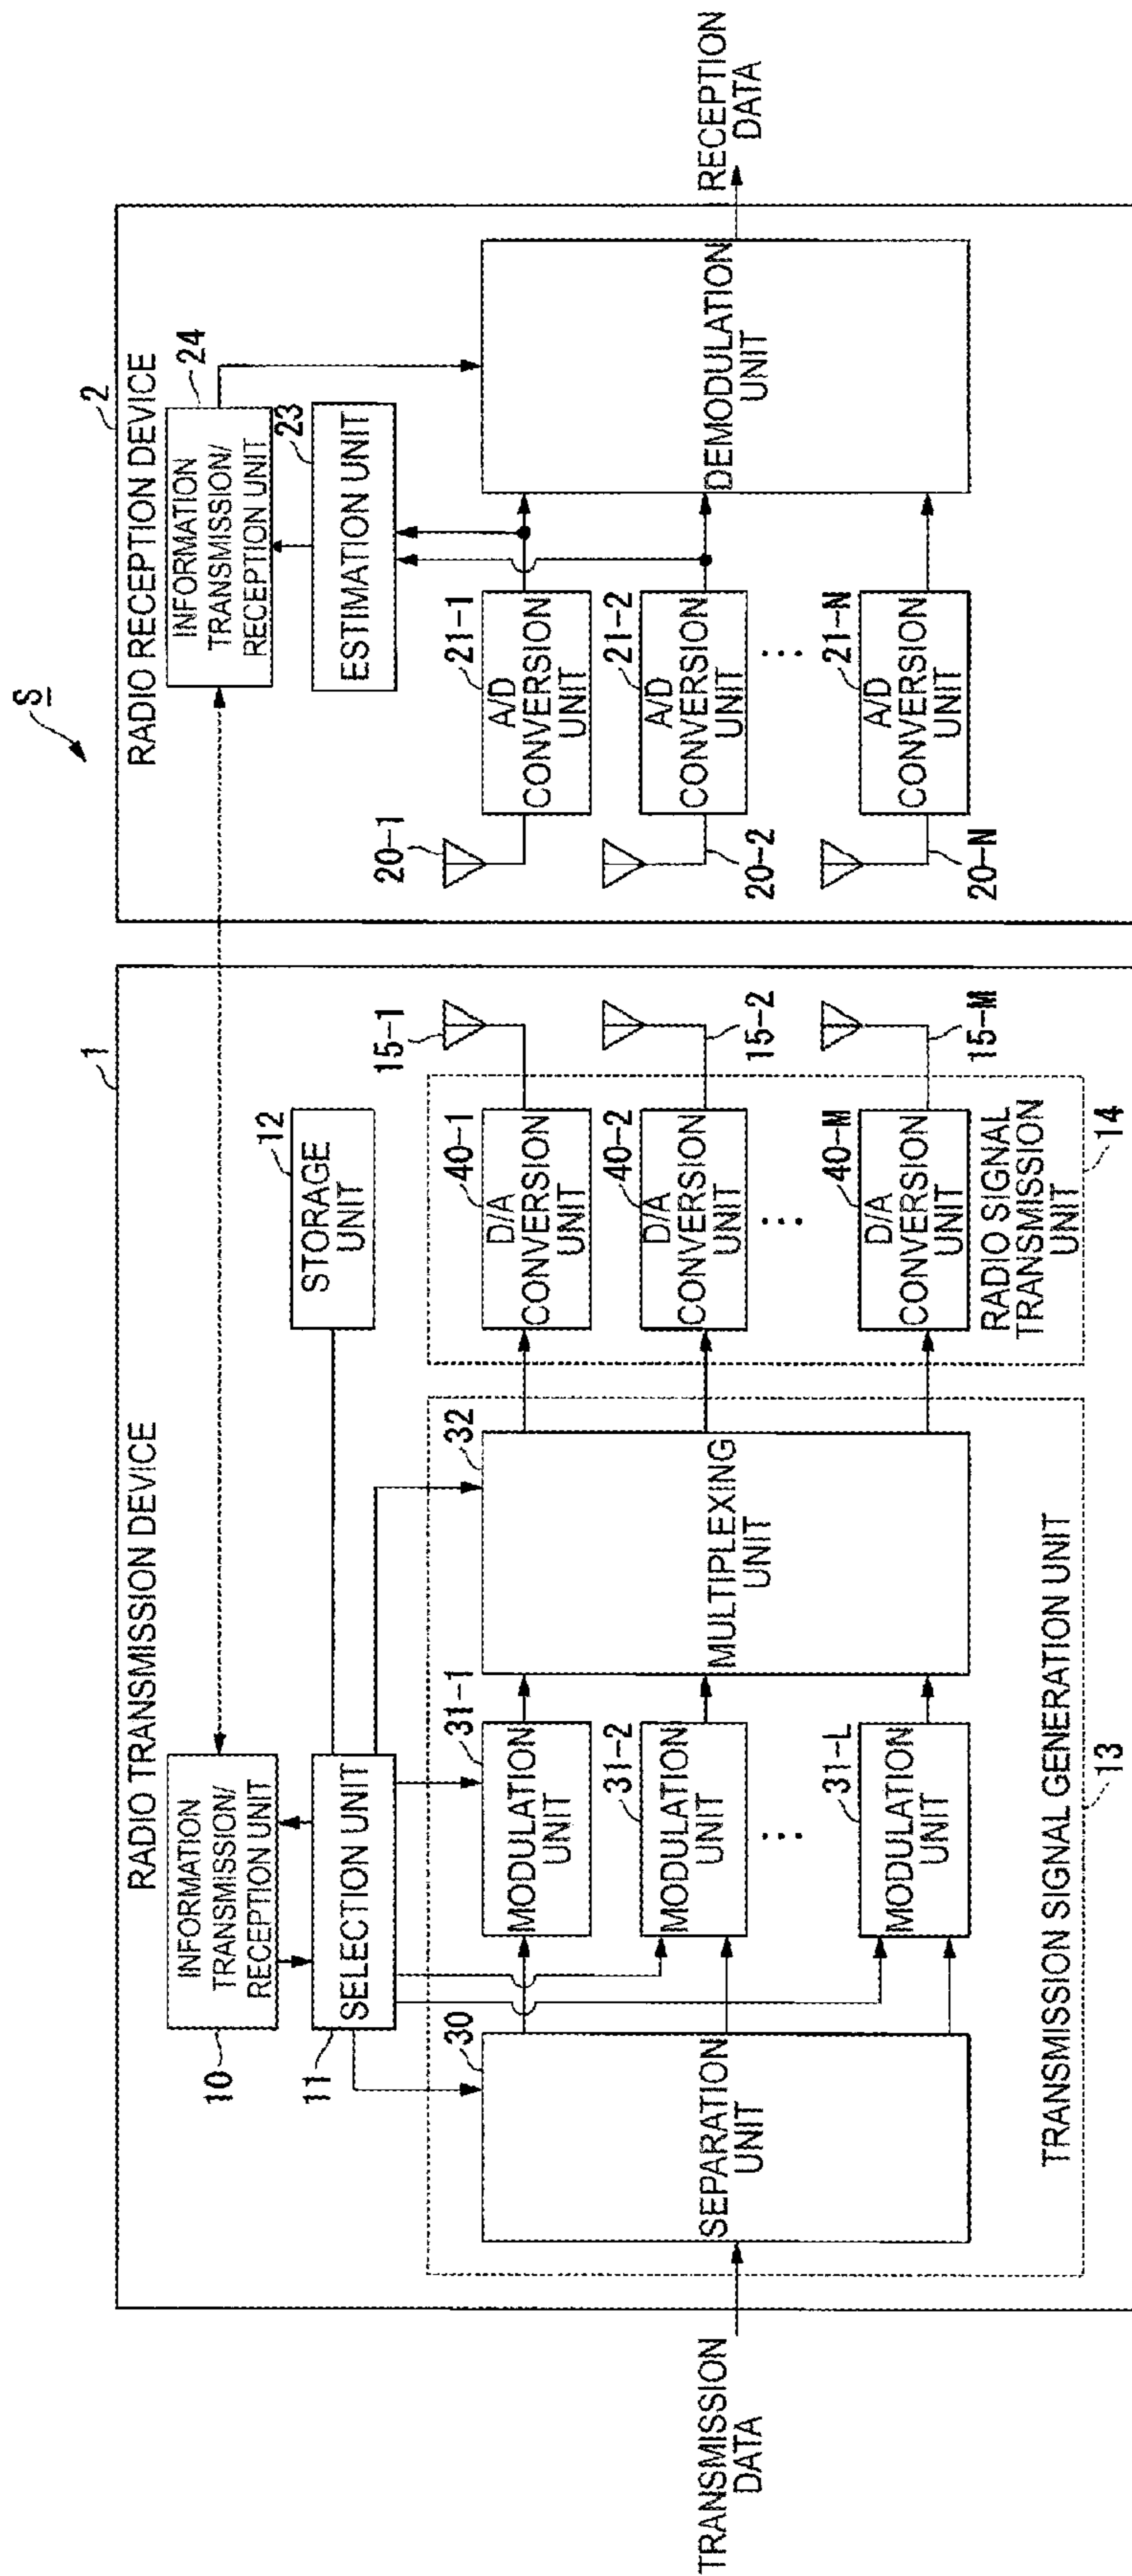 S
1
RADIO TRANSMISSION DEVICE
10
INFORMATION
TRANSMISSION/
RECEPTION UNIT
11
SELECTION UNIT
12
STORAGE
UNIT
TRANSMISSION
DATA
30
SEPARATION
UNIT
31-1
MODULATION
UNIT
31-2
MODULATION
UNIT
...
31-L
MODULATION
UNIT
32
MULTIPLEXING
UNIT
TRANSMISSION SIGNAL GENERATION UNIT
13
40-1
D/A
CONVERSION
UNIT
40-2
D/A
CONVERSION
UNIT
...
40-M
D/A
CONVERSION
UNIT
RADIO SIGNAL
TRANSMISSION
UNIT
14
15-1
15-2
15-M
2
RADIO RECEPTION DEVICE
24
INFORMATION
TRANSMISSION/
RECEPTION UNIT
23
ESTIMATION UNIT
20-1
20-2
20-N
21-1
A/D
CONVERSION
UNIT
21-2
A/D
CONVERSION
UNIT
...
21-N
A/D
CONVERSION
UNIT
DEMODULATION
UNIT
RECEPTION
DATA